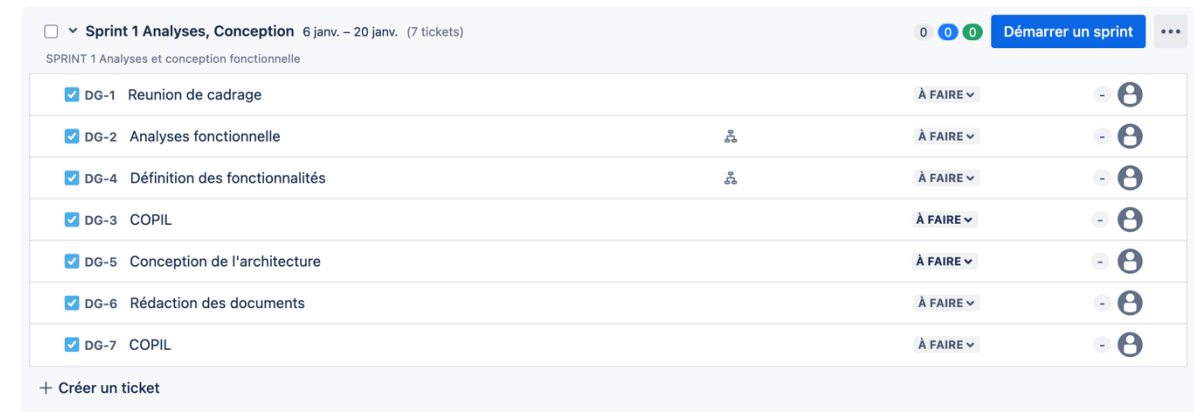 Sprint 1 Analyses, Conception 6 janv. – 20 janv. (7 tickets) 0 0 0 Démarrer un sprint
SPRINT 1 Analyses et conception fonctionnelle
DG-1 Reunion de cadrage À FAIRE -
DG-2 Analyses fonctionnelle À FAIRE -
DG-4 Définition des fonctionnalités À FAIRE -
DG-3 COPIL À FAIRE -
DG-5 Conception de l'architecture À FAIRE -
DG-6 Rédaction des documents À FAIRE -
DG-7 COPIL À FAIRE -
+ Créer un ticket